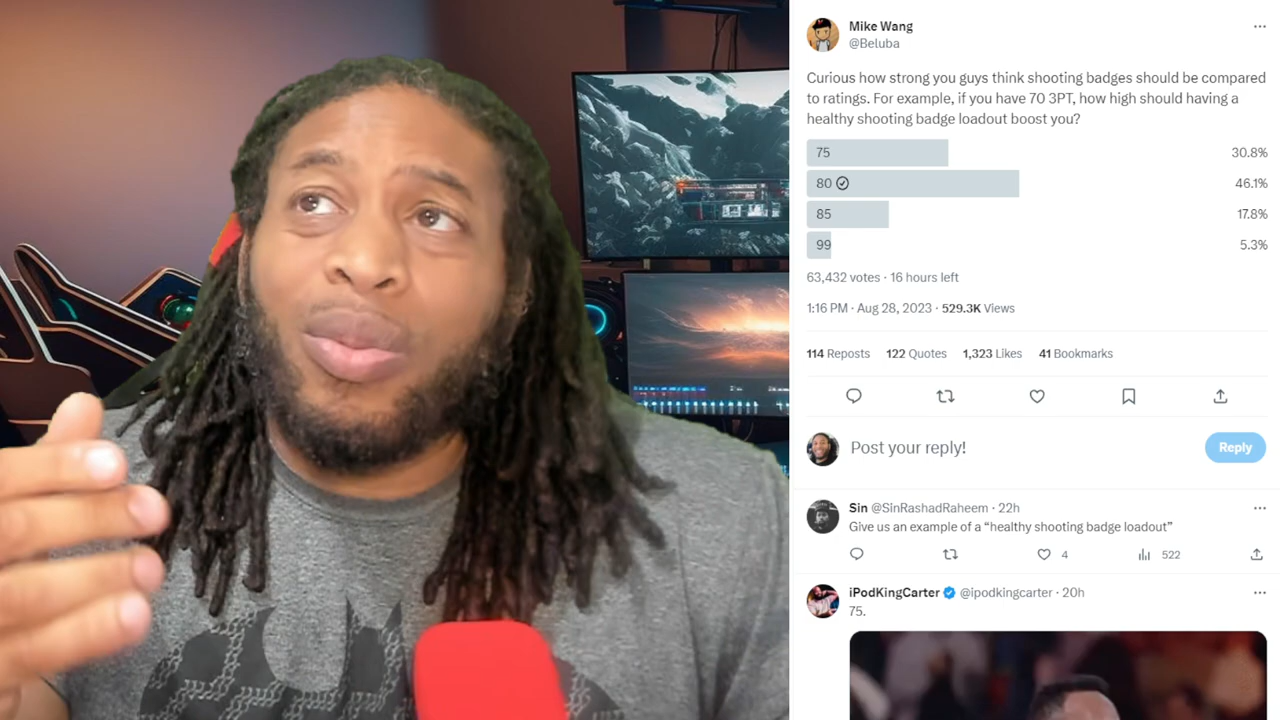 Mike Wang
@Beluba
Curious how strong you guys think shooting badges should be compared
to ratings. For example, if you have 70 3PT, how high should having a
healthy shooting badge loadout boost you?
75 30.8%
80 46.1%
85 17.8%
99 5.3%
63,432 votes · 16 hours left
1:16 PM · Aug 28, 2023 · 529.3K Views
114 Reposts 122 Quotes 1,323 Likes 41 Bookmarks
Post your reply! Reply
Sin @SinRashadRaheem · 22h
Give us an example of a “healthy shooting badge loadout”
4 522
iPodKingCarter @ipodkingcarter · 20h
75.